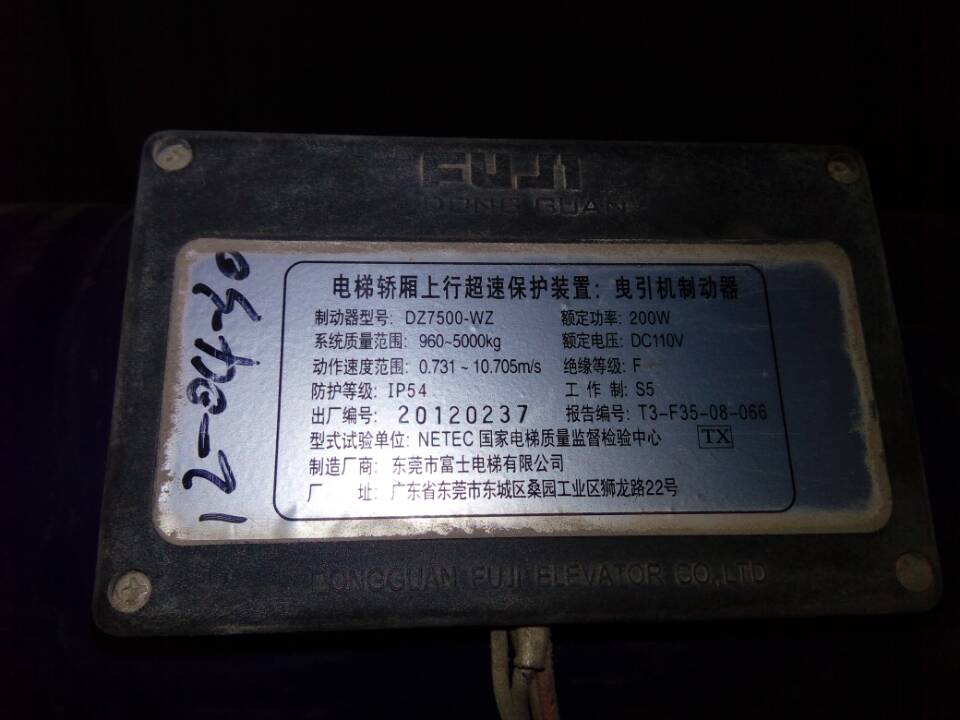 FUJI
DONG GUAN
电梯轿厢上行超速保护装置：曳引机制动器
制动器型号：DZ7500-WZ 额定功率：200W
系统质量范围：960~5000kg 额定电压：DC110V
动作速度范围：0.731 ~ 10.705m/s 绝缘等级：F
防护等级：IP54 工 作 制：S5
出厂编号：20120237 报告编号：T3-F35-08-066
型式试验单位：NETEC 国家电梯质量监督检验中心 TX
制造厂商：东莞市富士电梯有限公司
厂 址：广东省东莞市东城区桑园工业区狮龙路22号
12-04-30
DONGGUAN FUJI ELEVATOR CO.,LTD